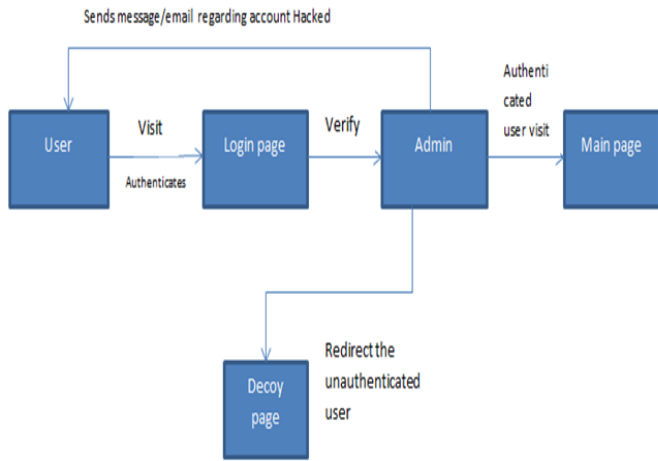 Sends message/email regarding account Hacked
User
Visit
Authenticates
Login page
Verify
Admin
Authenti
cated
user visit
Main page
Decoy
page
Redirect the
unauthenticated
user